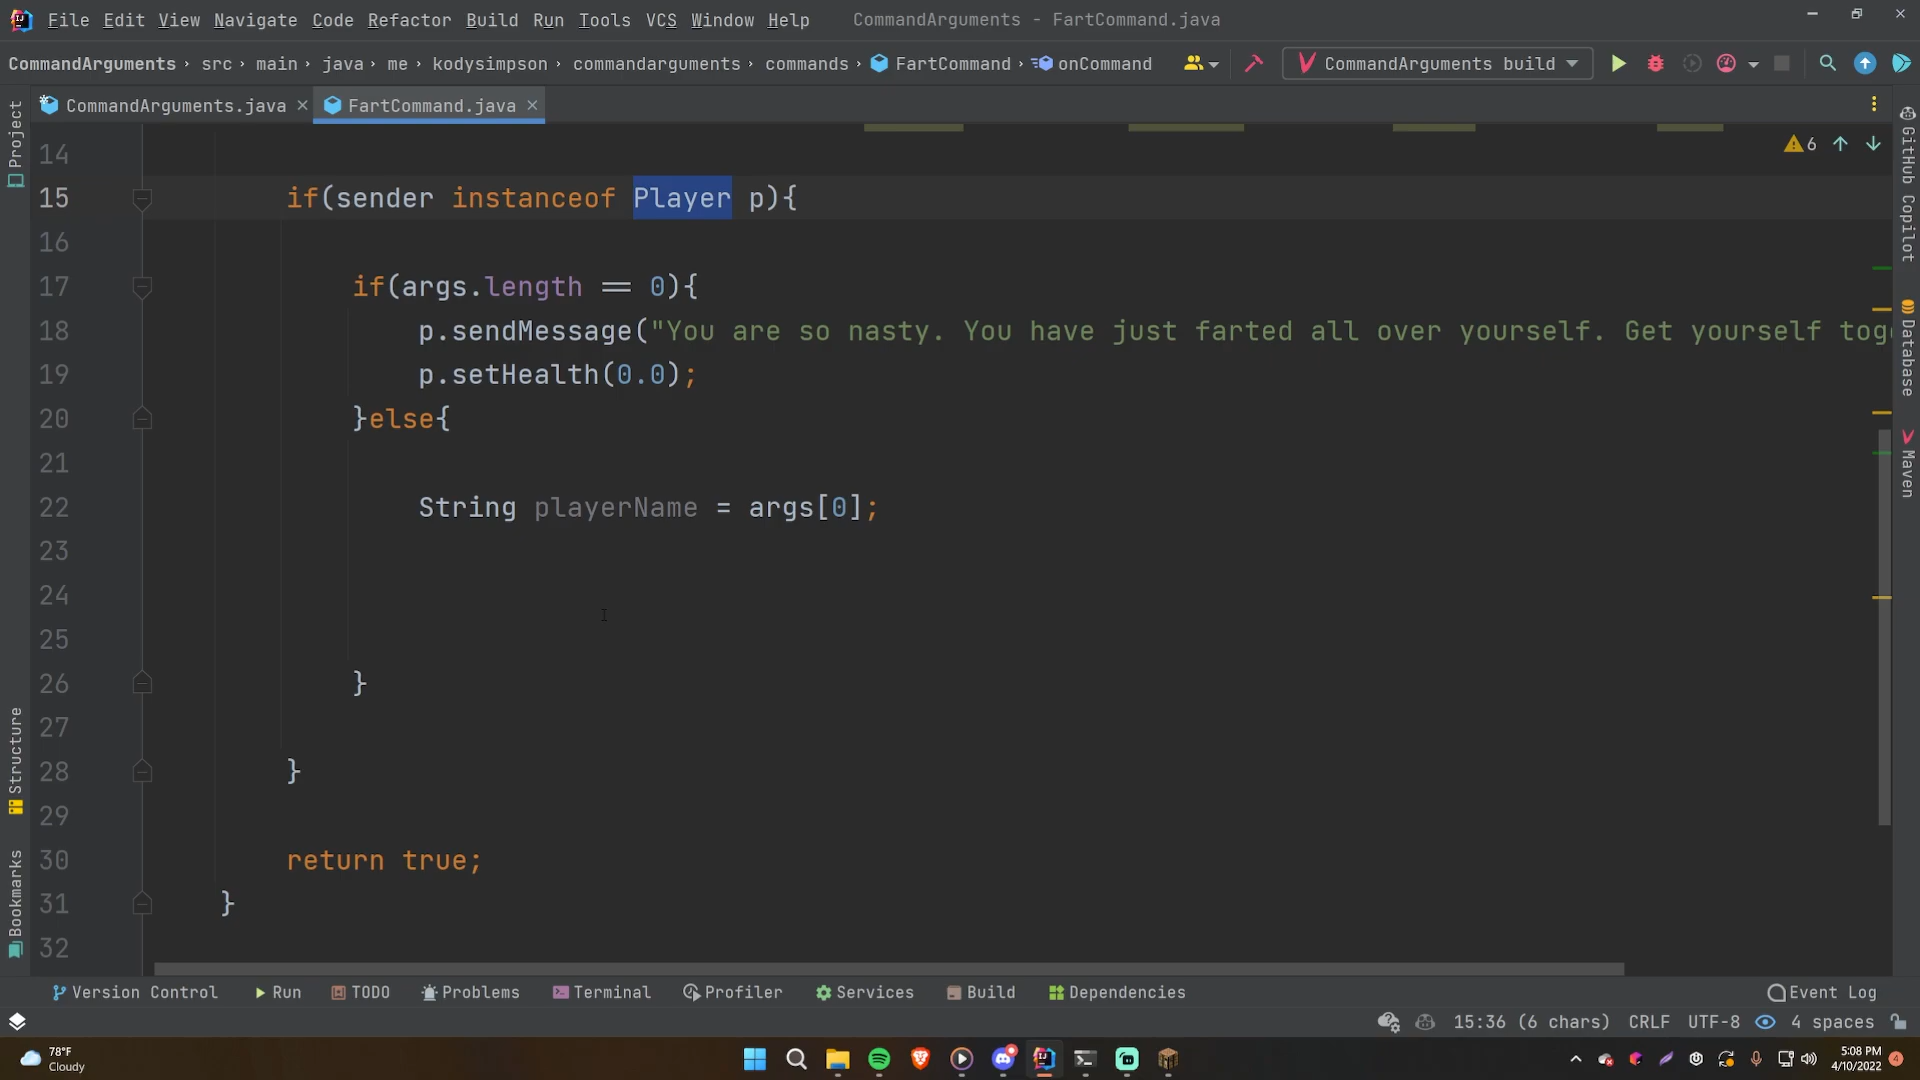 File Edit View Navigate Code Refactor Build Run Tools VCS Window Help CommandArguments - FartCommand.java
CommandArguments › src › main › java › me › kodysimpson › commandarguments › commands › FartCommand › onCommand CommandArguments build
CommandArguments.java FartCommand.java
Project
Structure
Bookmarks
6
14
15 if(sender instanceof Player p){
16
17 if(args.length == 0){
18 p.sendMessage("You are so nasty. You have just farted all over yourself. Get yourself tog
19 p.setHealth(0.0);
20 }else{
21
22 String playerName = args[0];
23
24
25
26 }
27
28 }
29
30 return true;
31 }
32
GitHub Copilot
Database
Maven
Version Control Run TODO Problems Terminal Profiler Services Build Dependencies Event Log
15:36 (6 chars) CRLF UTF-8 4 spaces
78°F
Cloudy
5:08 PM
4/10/2022
4